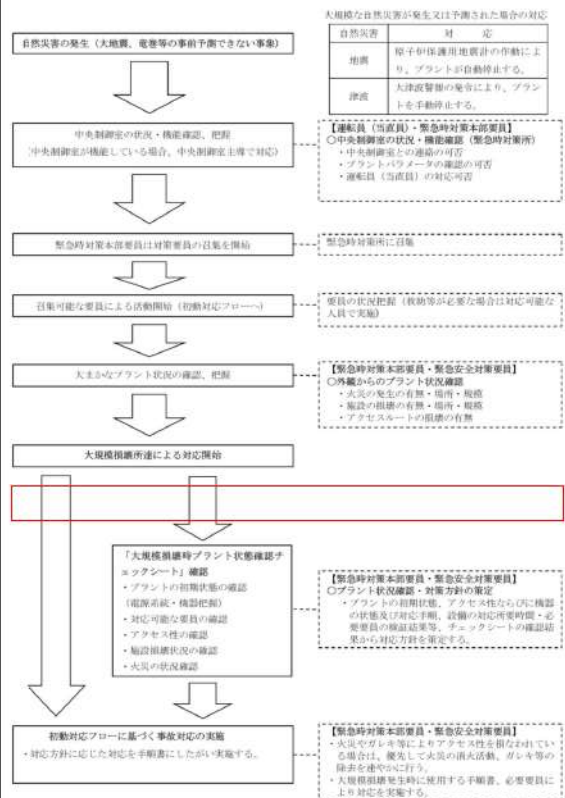 大規模な自然災害が発生又は予測された場合の対応
自然災害の発生（大地震、竜巻等の事前予測できない事象）
自然災害
対　応
地震
原子炉保護用地震計の作動によ
り、プラントが自動停止する。
津波
大津波警報の発令により、プラン
トを手動停止する。
中央制御室の状況・機能確認、把握
（中央制御室が機能している場合、中央制御室主導で対応）
【運転員（当直員）・緊急時対策本部要員】
○中央制御室の状況・機能確認（緊急時対策所）
・中央制御室との連絡の可否
・プラントパラメータの確認の可否
・運転員（当直員）の対応可否
緊急時対策本部要員は対策要員の召集を開始
緊急時対策所に召集
召集可能な要員による活動開始（初動対応フローへ）
要員の状況把握（救助等が必要な場合は対応可能な
人員で実施）
大まかなプラント状況の確認、把握
【緊急時対策本部要員・緊急安全対策要員】
○外観からのプラント状況確認
・火災の発生の有無・場所・規模
・施設の損壊の有無・場所・規模
・アクセスルートの損壊の有無
大規模損壊所達による対応開始
「大規模損壊時プラント状態確認チ
ェックシート」確認
・プラントの初期状態の確認
（電源系統・機器把握）
・対応可能な要員の確認
・アクセス性の確認
・施設損壊状況の確認
・火災の状況確認
【緊急時対策本部要員・緊急安全対策要員】
○プラント状況確認・対策方針の策定
・プラントの初期状態、アクセス性ならびに機器
の状態及び対応手順、設備の対応所要時間・必
要要員の検証結果等、チェックシートの確認結
果から対応方針を策定する。
初動対応フローに基づく事故対応の実施
・対応方針に応じた対応を手順書にしたがい実施する。
【緊急時対策本部要員・緊急安全対策要員】
・火災やガレキ等によりアクセス性を損なわれてい
る場合は、優先して火災の消火活動、ガレキ等の
除去を速やかに行う。
・大規模損壊発生時に使用する手順書、必要要員に
より対応を実施する。